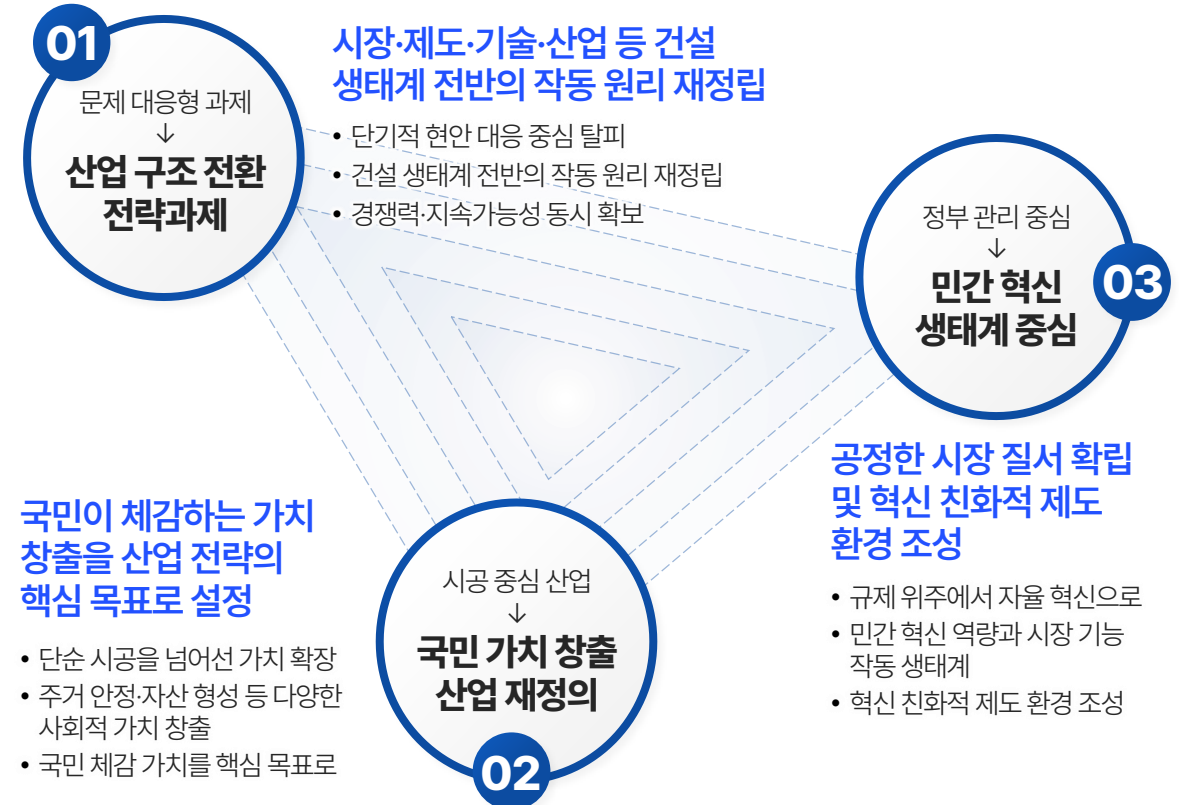 01
문제 대응형 과제
↓
산업 구조 전환
전략과제
시장·제도·기술·산업 등 건설
생태계 전반의 작동 원리 재정립
• 단기적 현안 대응 중심 탈피
• 건설 생태계 전반의 작동 원리 재정립
• 경쟁력·지속가능성 동시 확보
국민이 체감하는 가치
창출을 산업 전략의
핵심 목표로 설정
• 단순 시공을 넘어선 가치 확장
• 주거 안정·자산 형성 등 다양한
사회적 가치 창출
• 국민 체감 가치를 핵심 목표로
시공 중심 산업
↓
국민 가치 창출
산업 재정의
02
정부 관리 중심
↓
민간 혁신
생태계 중심
03
공정한 시장 질서 확립
및 혁신 친화적 제도
환경 조성
• 규제 위주에서 자율 혁신으로
• 민간 혁신 역량과 시장 기능
작동 생태계
• 혁신 친화적 제도 환경 조성